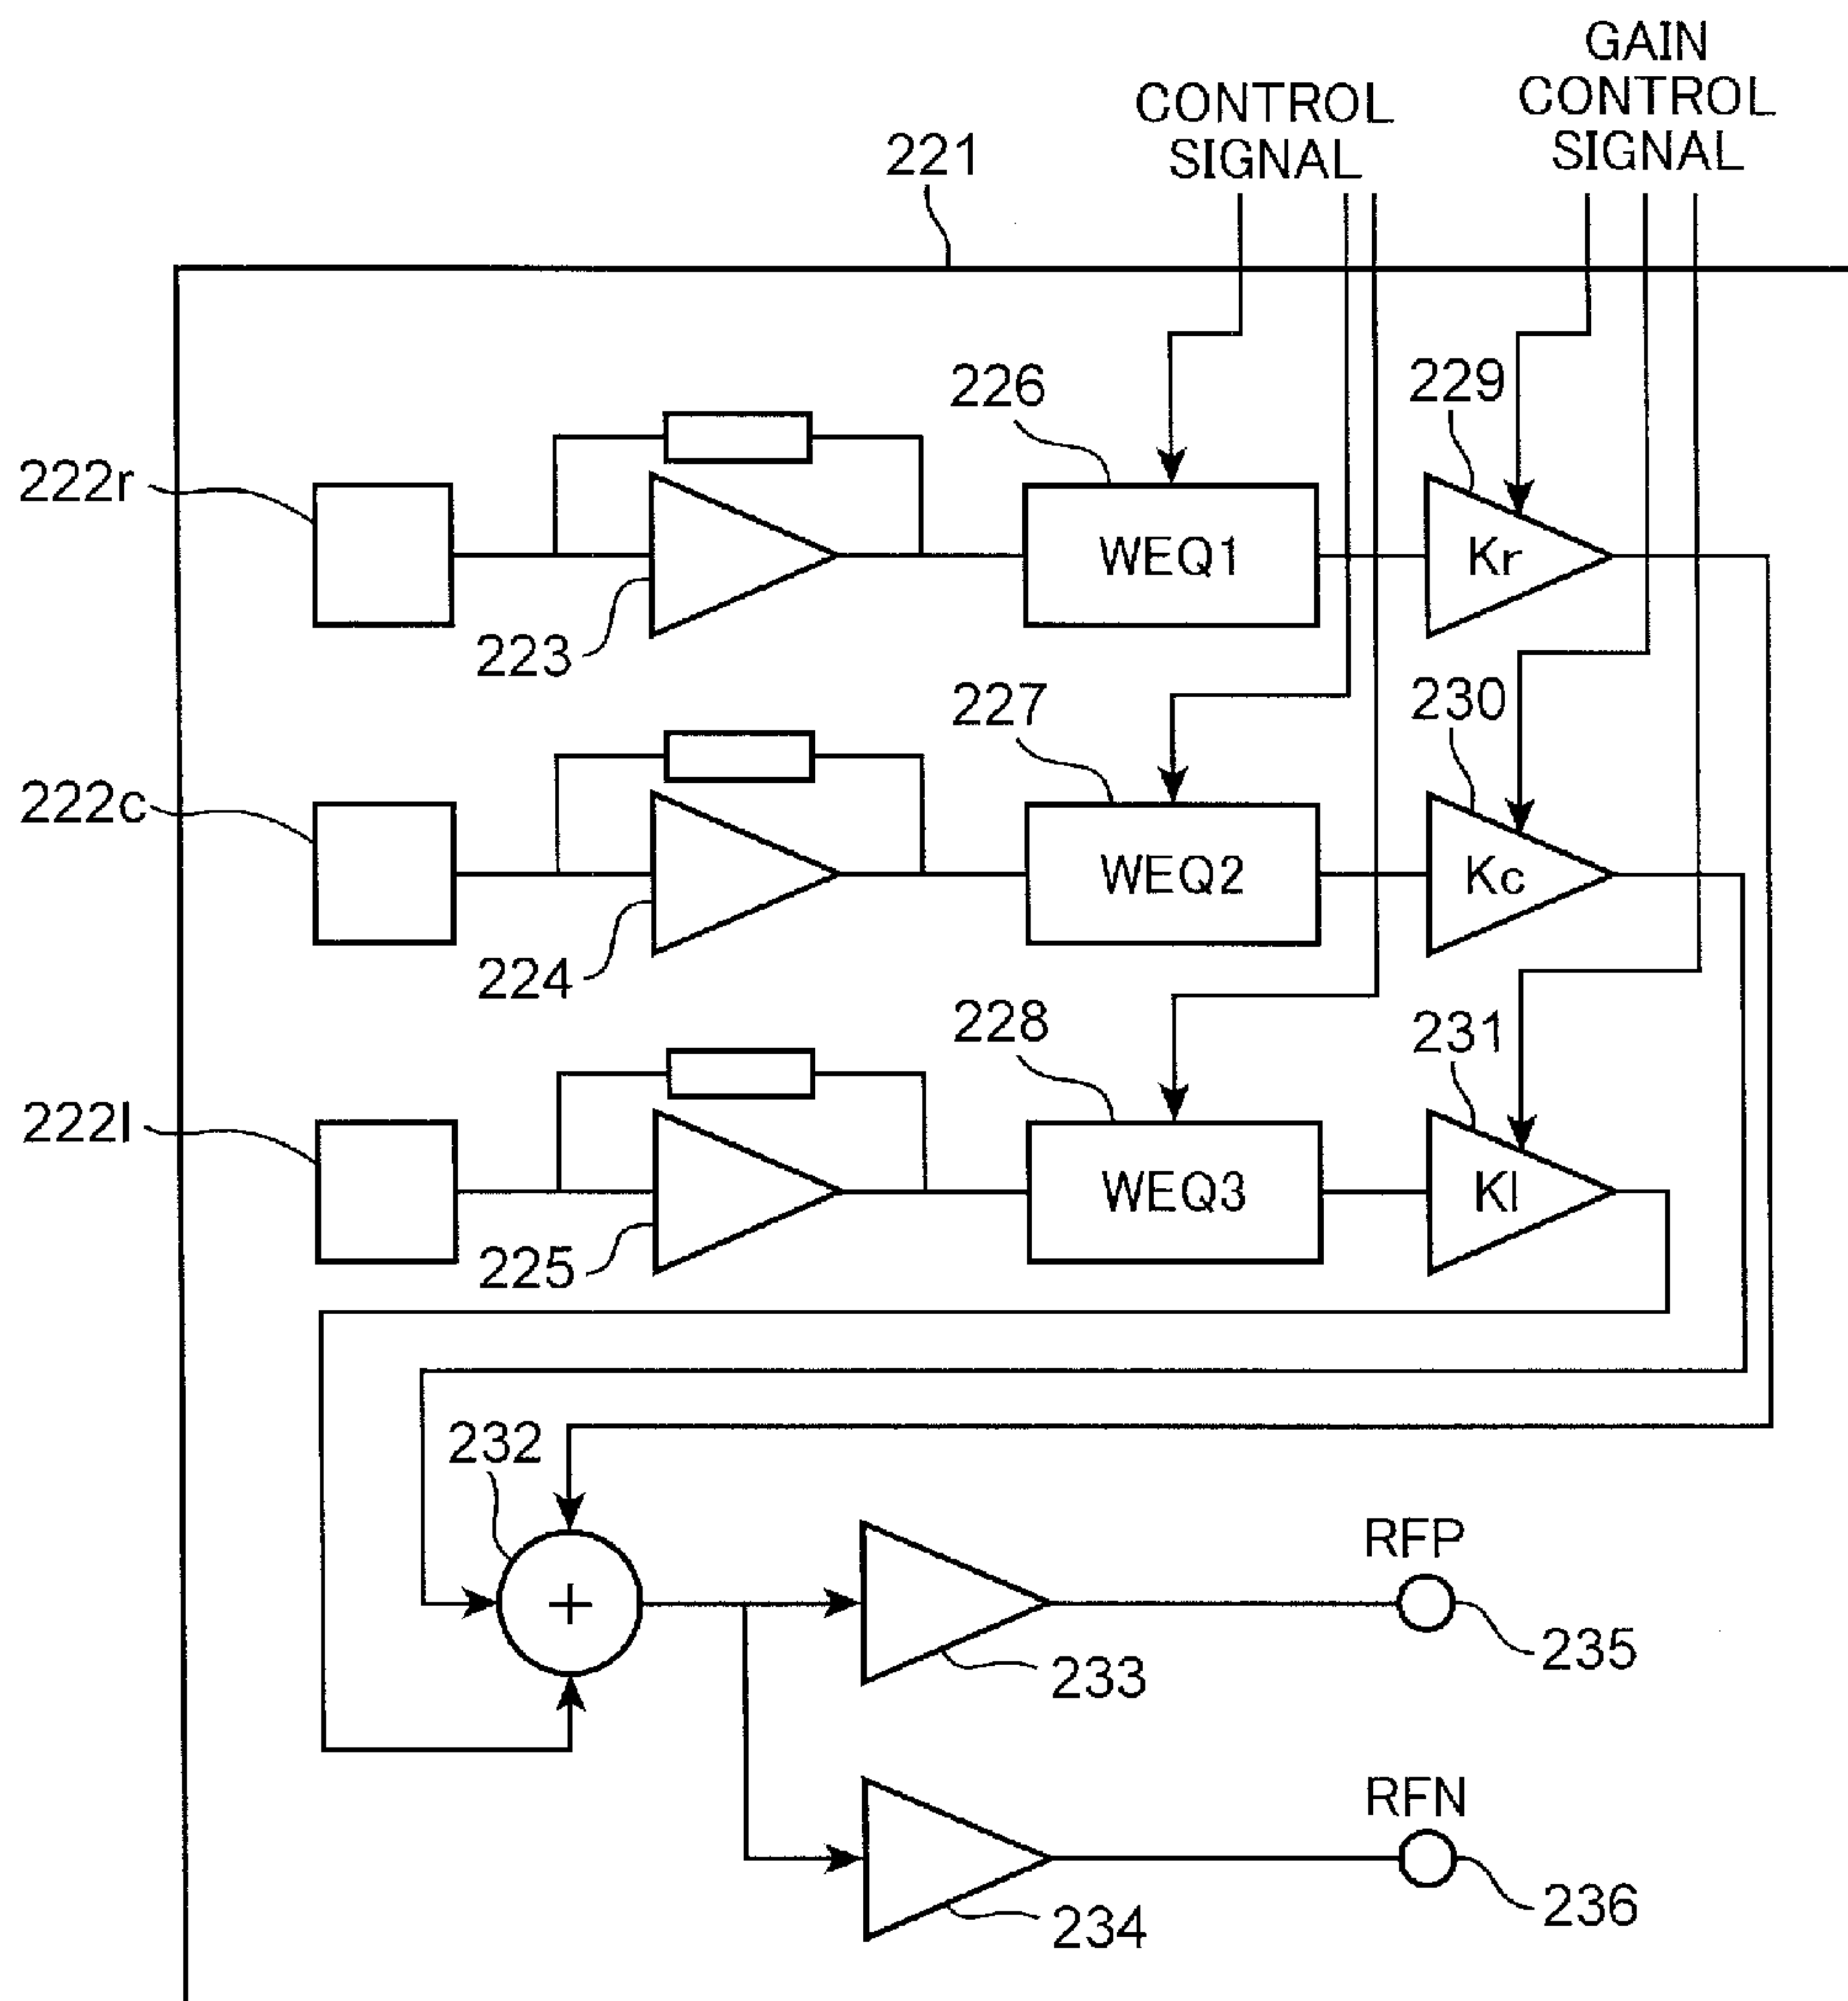 GAIN
CONTROL
SIGNAL
CONTROL
SIGNAL
221
226
229
222r
WEQ1
Kr
223
227
230
222c
WEQ2
Kc
224
228
231
222l
WEQ3
Kl
225
232
RFP
+
235
233
RFN
236
234